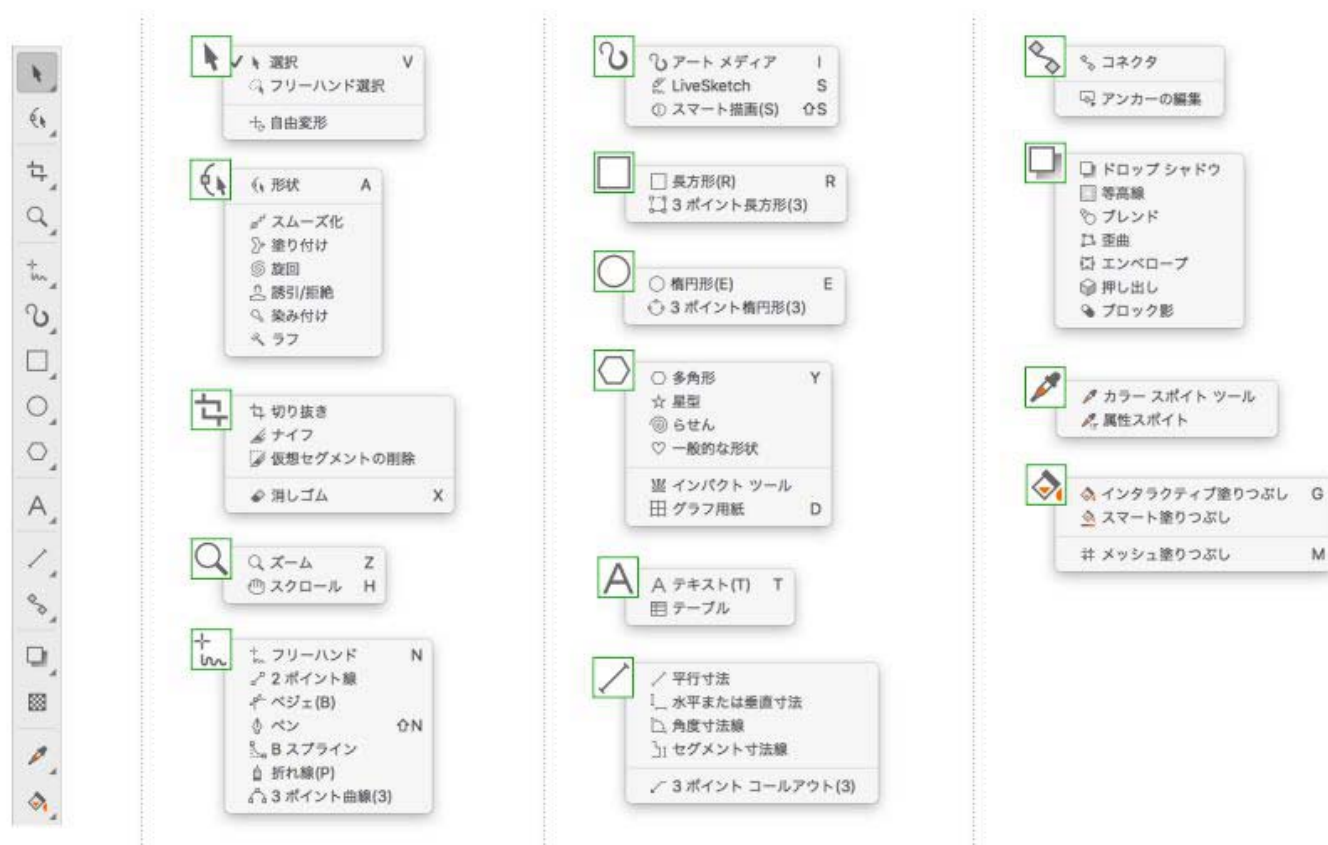 選択 V
フリーハンド選択
自由変形
形状 A
スムーズ化
塗り付け
旋回
誘引/拒絶
染み付け
ラフ
切り抜き
ナイフ
仮想セグメントの削除
消しゴム X
ズーム Z
スクロール H
フリーハンド N
2 ポイント線
ベジェ(B)
ペン ⇧N
B スプライン
折れ線(P)
3 ポイント曲線(3)
アート メディア I
LiveSketch S
スマート描画(S) ⇧S
長方形(R) R
3 ポイント長方形(3)
楕円形(E) E
3 ポイント楕円形(3)
多角形 Y
星型
らせん
一般的な形状
インパクト ツール
グラフ用紙 D
テキスト(T) T
テーブル
平行寸法
水平または垂直寸法
角度寸法線
セグメント寸法線
3 ポイント コールアウト(3)
コネクタ
アンカーの編集
ドロップ シャドウ
等高線
ブレンド
歪曲
エンベロープ
押し出し
ブロック影
カラー スポイト ツール
属性スポイト
インタラクティブ塗りつぶし G
スマート塗りつぶし
メッシュ塗りつぶし M